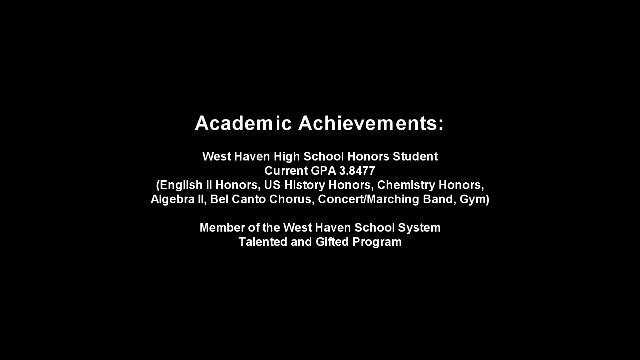 Academic Achievements:
West Haven High School Honors Student
Current GPA 3.8477
(English II Honors, US History Honors, Chemistry Honors,
Algebra II, Bel Canto Chorus, Concert/Marching Band, Gym)
Member of the West Haven School System
Talented and Gifted Program